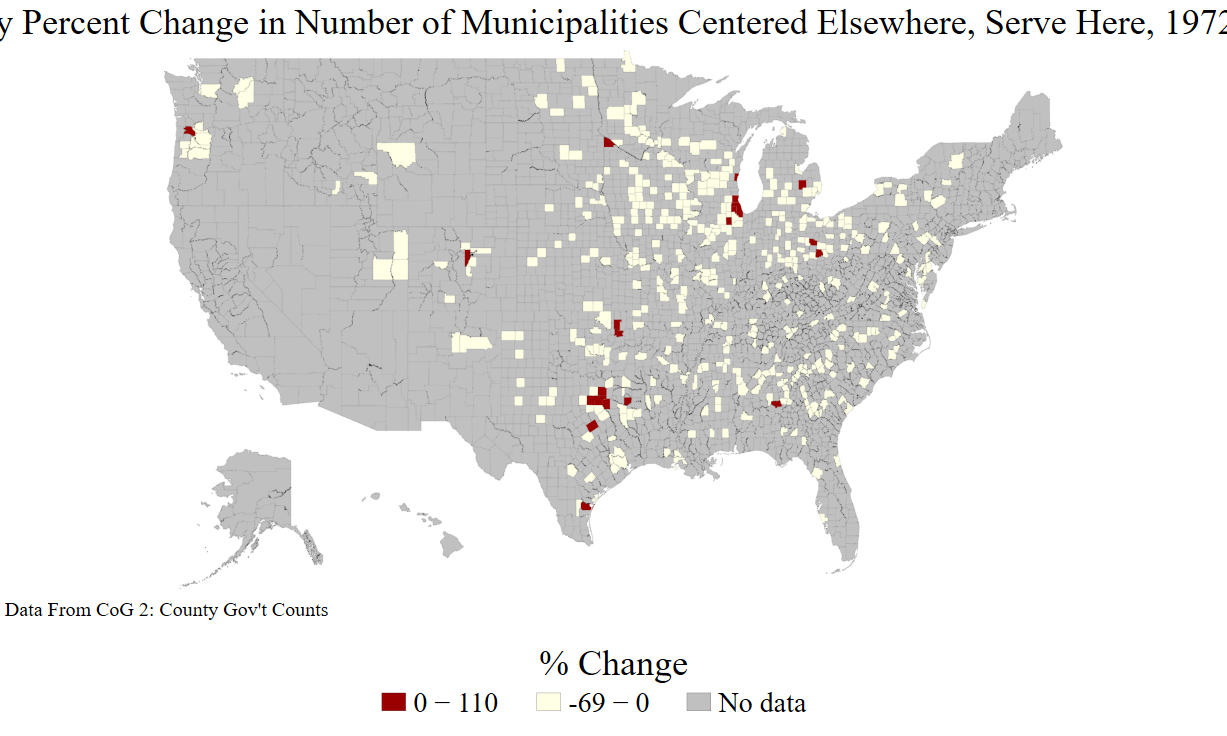 y Percent Change in Number of Municipalities Centered Elsewhere, Serve Here, 1972
Data From CoG 2: County Gov't Counts
% Change
0 − 110
-69 − 0
No data